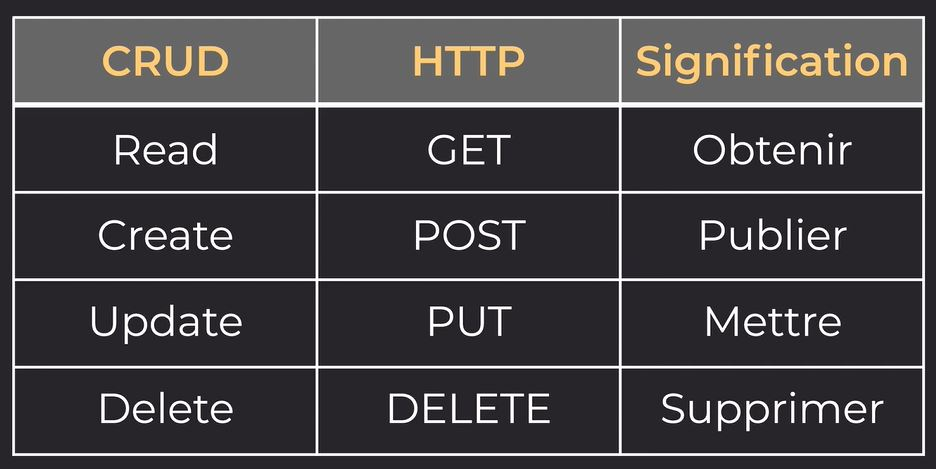 CRUD HTTP Signification
Read GET Obtenir
Create POST Publier
Update PUT Mettre
Delete DELETE Supprimer